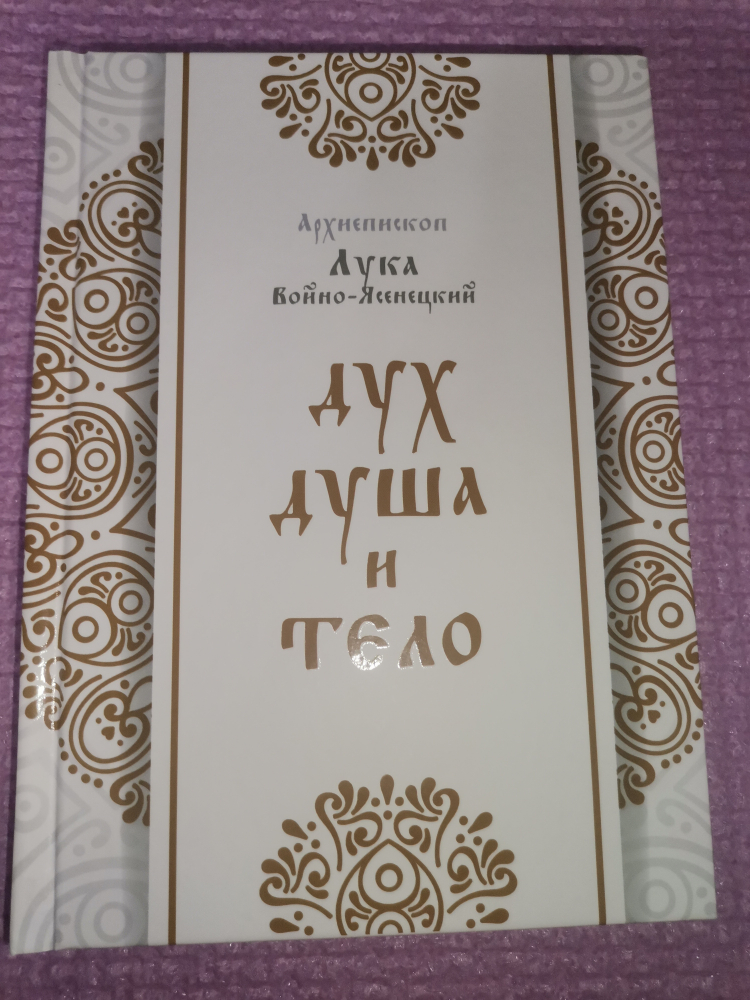 Архиепископ
Лука
Войно-Ясенецкий
Дух
душа
и
тело